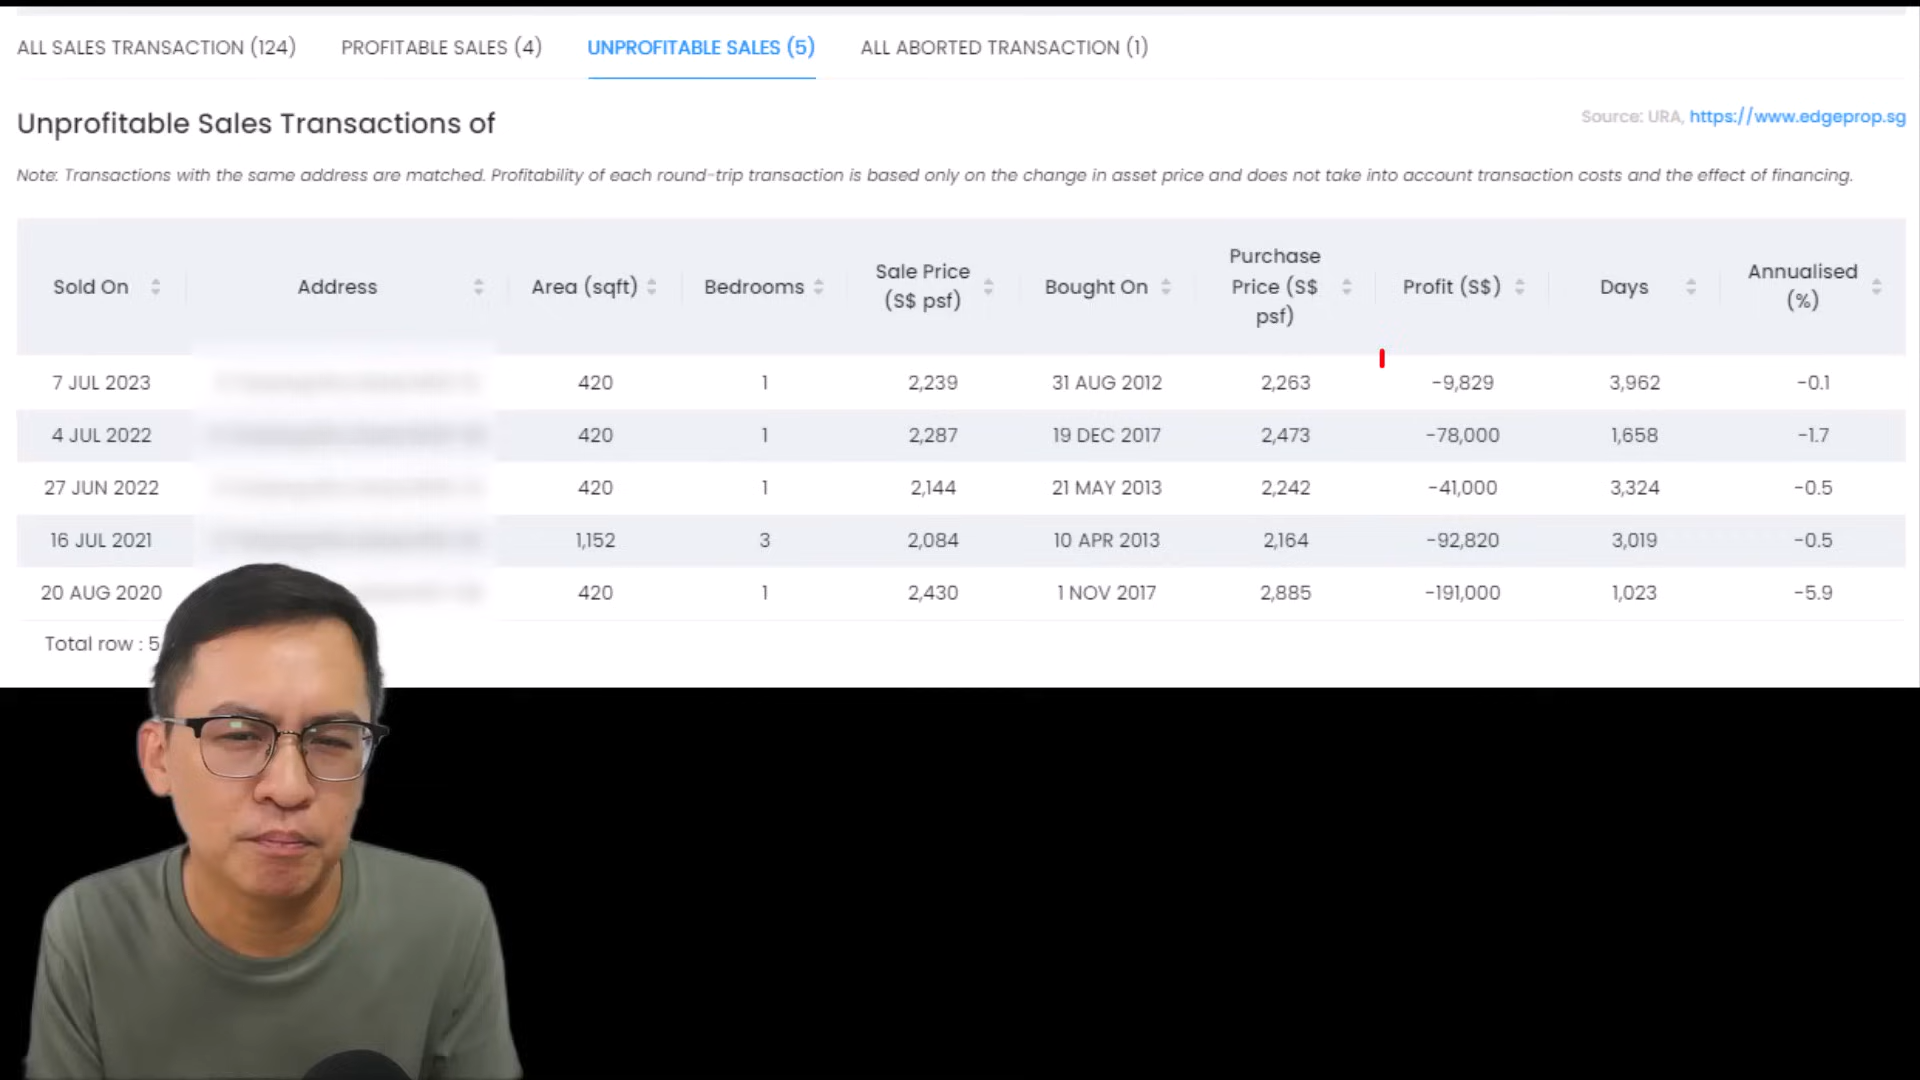 ALL SALES TRANSACTION (124) PROFITABLE SALES (4) UNPROFITABLE SALES (5) ALL ABORTED TRANSACTION (1)
Unprofitable Sales Transactions of
Source: URA, https://www.edgeprop.sg
Note: Transactions with the same address are matched. Profitability of each round-trip transaction is based only on the change in asset price and does not take into account transaction costs and the effect of financing.
Sold On Address Area (sqft) Bedrooms Sale Price (S$ psf) Bought On Purchase Price (S$ psf) Profit (S$) Days Annualised (%)
7 JUL 2023 420 1 2,239 31 AUG 2012 2,263 -9,829 3,962 -0.1
4 JUL 2022 420 1 2,287 19 DEC 2017 2,473 -78,000 1,658 -1.7
27 JUN 2022 420 1 2,144 21 MAY 2013 2,242 -41,000 3,324 -0.5
16 JUL 2021 1,152 3 2,084 10 APR 2013 2,164 -92,820 3,019 -0.5
20 AUG 2020 420 1 2,430 1 NOV 2017 2,885 -191,000 1,023 -5.9
Total row : 5